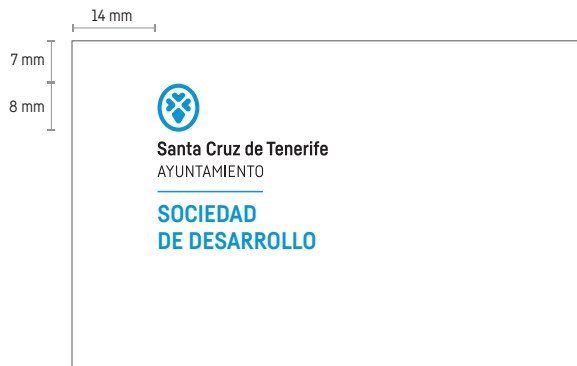 14 mm
7 mm
8 mm
Santa Cruz de Tenerife
AYUNTAMIENTO
SOCIEDAD
DE DESARROLLO